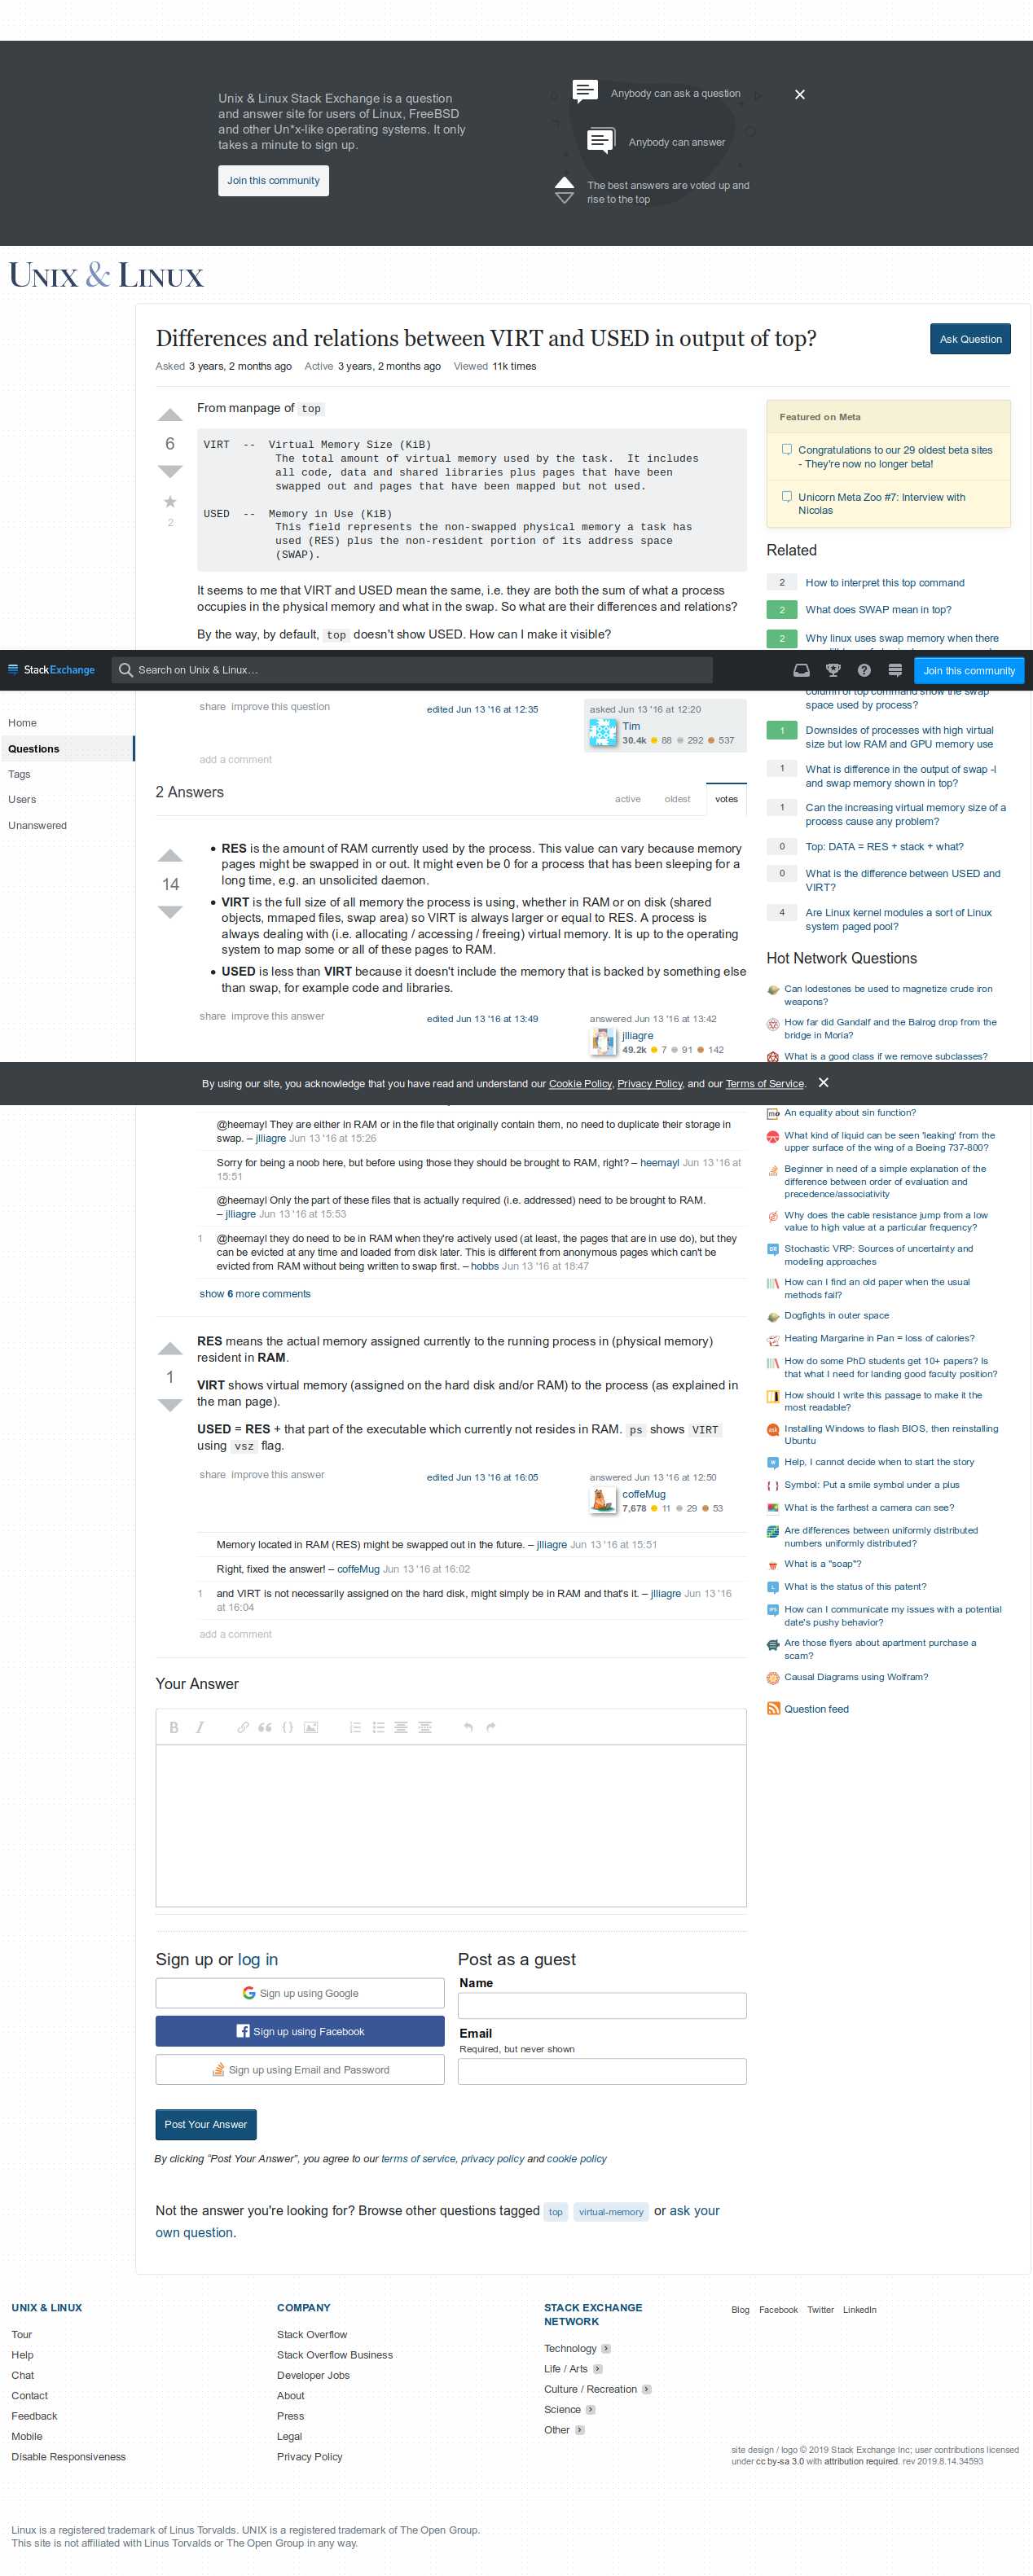 Unix & Linux Stack Exchange is a question
and answer site for users of Linux, FreeBSD
and other Un*x-like operating systems. It only
takes a minute to sign up.
Join this community
Anybody can ask a question
Anybody can answer
The best answers are voted up and
rise to the top
UNIX & LINUX
Differences and relations between VIRT and USED in output of top?
Ask Question
Asked 3 years, 2 months ago Active 3 years, 2 months ago Viewed 11k times
6
2
From manpage of top
VIRT -- Virtual Memory Size (KiB)
The total amount of virtual memory used by the task. It includes
all code, data and shared libraries plus pages that have been
swapped out and pages that have been mapped but not used.
USED -- Memory in Use (KiB)
This field represents the non-swapped physical memory a task has
used (RES) plus the non-resident portion of its address space
(SWAP).
It seems to me that VIRT and USED mean the same, i.e. they are both the sum of what a process
occupies in the physical memory and what in the swap. So what are their differences and relations?
By the way, by default, top doesn't show USED. How can I make it visible?
Featured on Meta
Congratulations to our 29 oldest beta sites
- They're now no longer beta!
Unicorn Meta Zoo #7: Interview with
Nicolas
Related
2 How to interpret this top command
2 What does SWAP mean in top?
2 Why linux uses swap memory when there
StackExchange
Search on Unix & Linux…
Join this community
column of top command show the swap
space used by process?
1 Downsides of processes with high virtual
size but low RAM and GPU memory use
1 What is difference in the output of swap -l
and swap memory shown in top?
1 Can the increasing virtual memory size of a
process cause any problem?
0 Top: DATA = RES + stack + what?
0 What is the difference between USED and
VIRT?
4 Are Linux kernel modules a sort of Linux
system paged pool?
Home
Questions
Tags
Users
Unanswered
share improve this question
edited Jun 13 '16 at 12:35
asked Jun 13 '16 at 12:20
Tim
30.4k 88 292 537
add a comment
2 Answers
active oldest votes
14
RES is the amount of RAM currently used by the process. This value can vary because memory
pages might be swapped in or out. It might even be 0 for a process that has been sleeping for a
long time, e.g. an unsolicited daemon.
VIRT is the full size of all memory the process is using, whether in RAM or on disk (shared
objects, mmaped files, swap area) so VIRT is always larger or equal to RES. A process is
always dealing with (i.e. allocating / accessing / freeing) virtual memory. It is up to the operating
system to map some or all of these pages to RAM.
USED is less than VIRT because it doesn't include the memory that is backed by something else
than swap, for example code and libraries.
share improve this answer
edited Jun 13 '16 at 13:49
answered Jun 13 '16 at 13:42
jlliagre
49.2k 7 91 142
Hot Network Questions
Can lodestones be used to magnetize crude iron
weapons?
How far did Gandalf and the Balrog drop from the
bridge in Moria?
What is a good class if we remove subclasses?
By using our site, you acknowledge that you have read and understand our Cookie Policy, Privacy Policy, and our Terms of Service.
@heemayl They are either in RAM or in the file that originally contain them, no need to duplicate their storage in
swap. – jlliagre Jun 13 '16 at 15:26
Sorry for being a noob here, but before using those they should be brought to RAM, right? – heemayl Jun 13 '16 at
15:51
@heemayl Only the part of these files that is actually required (i.e. addressed) need to be brought to RAM.
– jlliagre Jun 13 '16 at 15:53
1 @heemayl they do need to be in RAM when they're actively used (at least, the pages that are in use do), but they
can be evicted at any time and loaded from disk later. This is different from anonymous pages which can't be
evicted from RAM without being written to swap first. – hobbs Jun 13 '16 at 18:47
show 6 more comments
1
RES means the actual memory assigned currently to the running process in (physical memory)
resident in RAM.
VIRT shows virtual memory (assigned on the hard disk and/or RAM) to the process (as explained in
the man page).
USED = RES + that part of the executable which currently not resides in RAM. ps shows VIRT
using vsz flag.
share improve this answer
edited Jun 13 '16 at 16:05
answered Jun 13 '16 at 12:50
coffeMug
7,678 11 29 53
Memory located in RAM (RES) might be swapped out in the future. – jlliagre Jun 13 '16 at 15:51
Right, fixed the answer! – coffeMug Jun 13 '16 at 16:02
1 and VIRT is not necessarily assigned on the hard disk, might simply be in RAM and that's it. – jlliagre Jun 13 '16
at 16:04
add a comment
An equality about sin function?
What kind of liquid can be seen 'leaking' from the
upper surface of the wing of a Boeing 737-800?
Beginner in need of a simple explanation of the
difference between order of evaluation and
precedence/associativity
Why does the cable resistance jump from a low
value to high value at a particular frequency?
Stochastic VRP: Sources of uncertainty and
modeling approaches
How can I find an old paper when the usual
methods fail?
Dogfights in outer space
Heating Margarine in Pan = loss of calories?
How do some PhD students get 10+ papers? Is
that what I need for landing good faculty position?
How should I write this passage to make it the
most readable?
Installing Windows to flash BIOS, then reinstalling
Ubuntu
Help, I cannot decide when to start the story
Symbol: Put a smile symbol under a plus
What is the farthest a camera can see?
Are differences between uniformly distributed
numbers uniformly distributed?
What is a "soap"?
What is the status of this patent?
How can I communicate my issues with a potential
date's pushy behavior?
Are those flyers about apartment purchase a
scam?
Causal Diagrams using Wolfram?
Question feed
Your Answer
Sign up or log in
Sign up using Google
Sign up using Facebook
Sign up using Email and Password
Post as a guest
Name
Email
Required, but never shown
Post Your Answer
By clicking "Post Your Answer", you agree to our terms of service, privacy policy and cookie policy
Not the answer you're looking for? Browse other questions tagged top virtual-memory or ask your
own question.
UNIX & LINUX
Tour
Help
Chat
Contact
Feedback
Mobile
Disable Responsiveness
COMPANY
Stack Overflow
Stack Overflow Business
Developer Jobs
About
Press
Legal
Privacy Policy
STACK EXCHANGE
NETWORK
Technology
Life / Arts
Culture / Recreation
Science
Other
Blog Facebook Twitter LinkedIn
site design / logo © 2019 Stack Exchange Inc; user contributions licensed
under cc by-sa 3.0 with attribution required. rev 2019.8.14.34593
Linux is a registered trademark of Linus Torvalds. UNIX is a registered trademark of The Open Group.
This site is not affiliated with Linus Torvalds or The Open Group in any way.